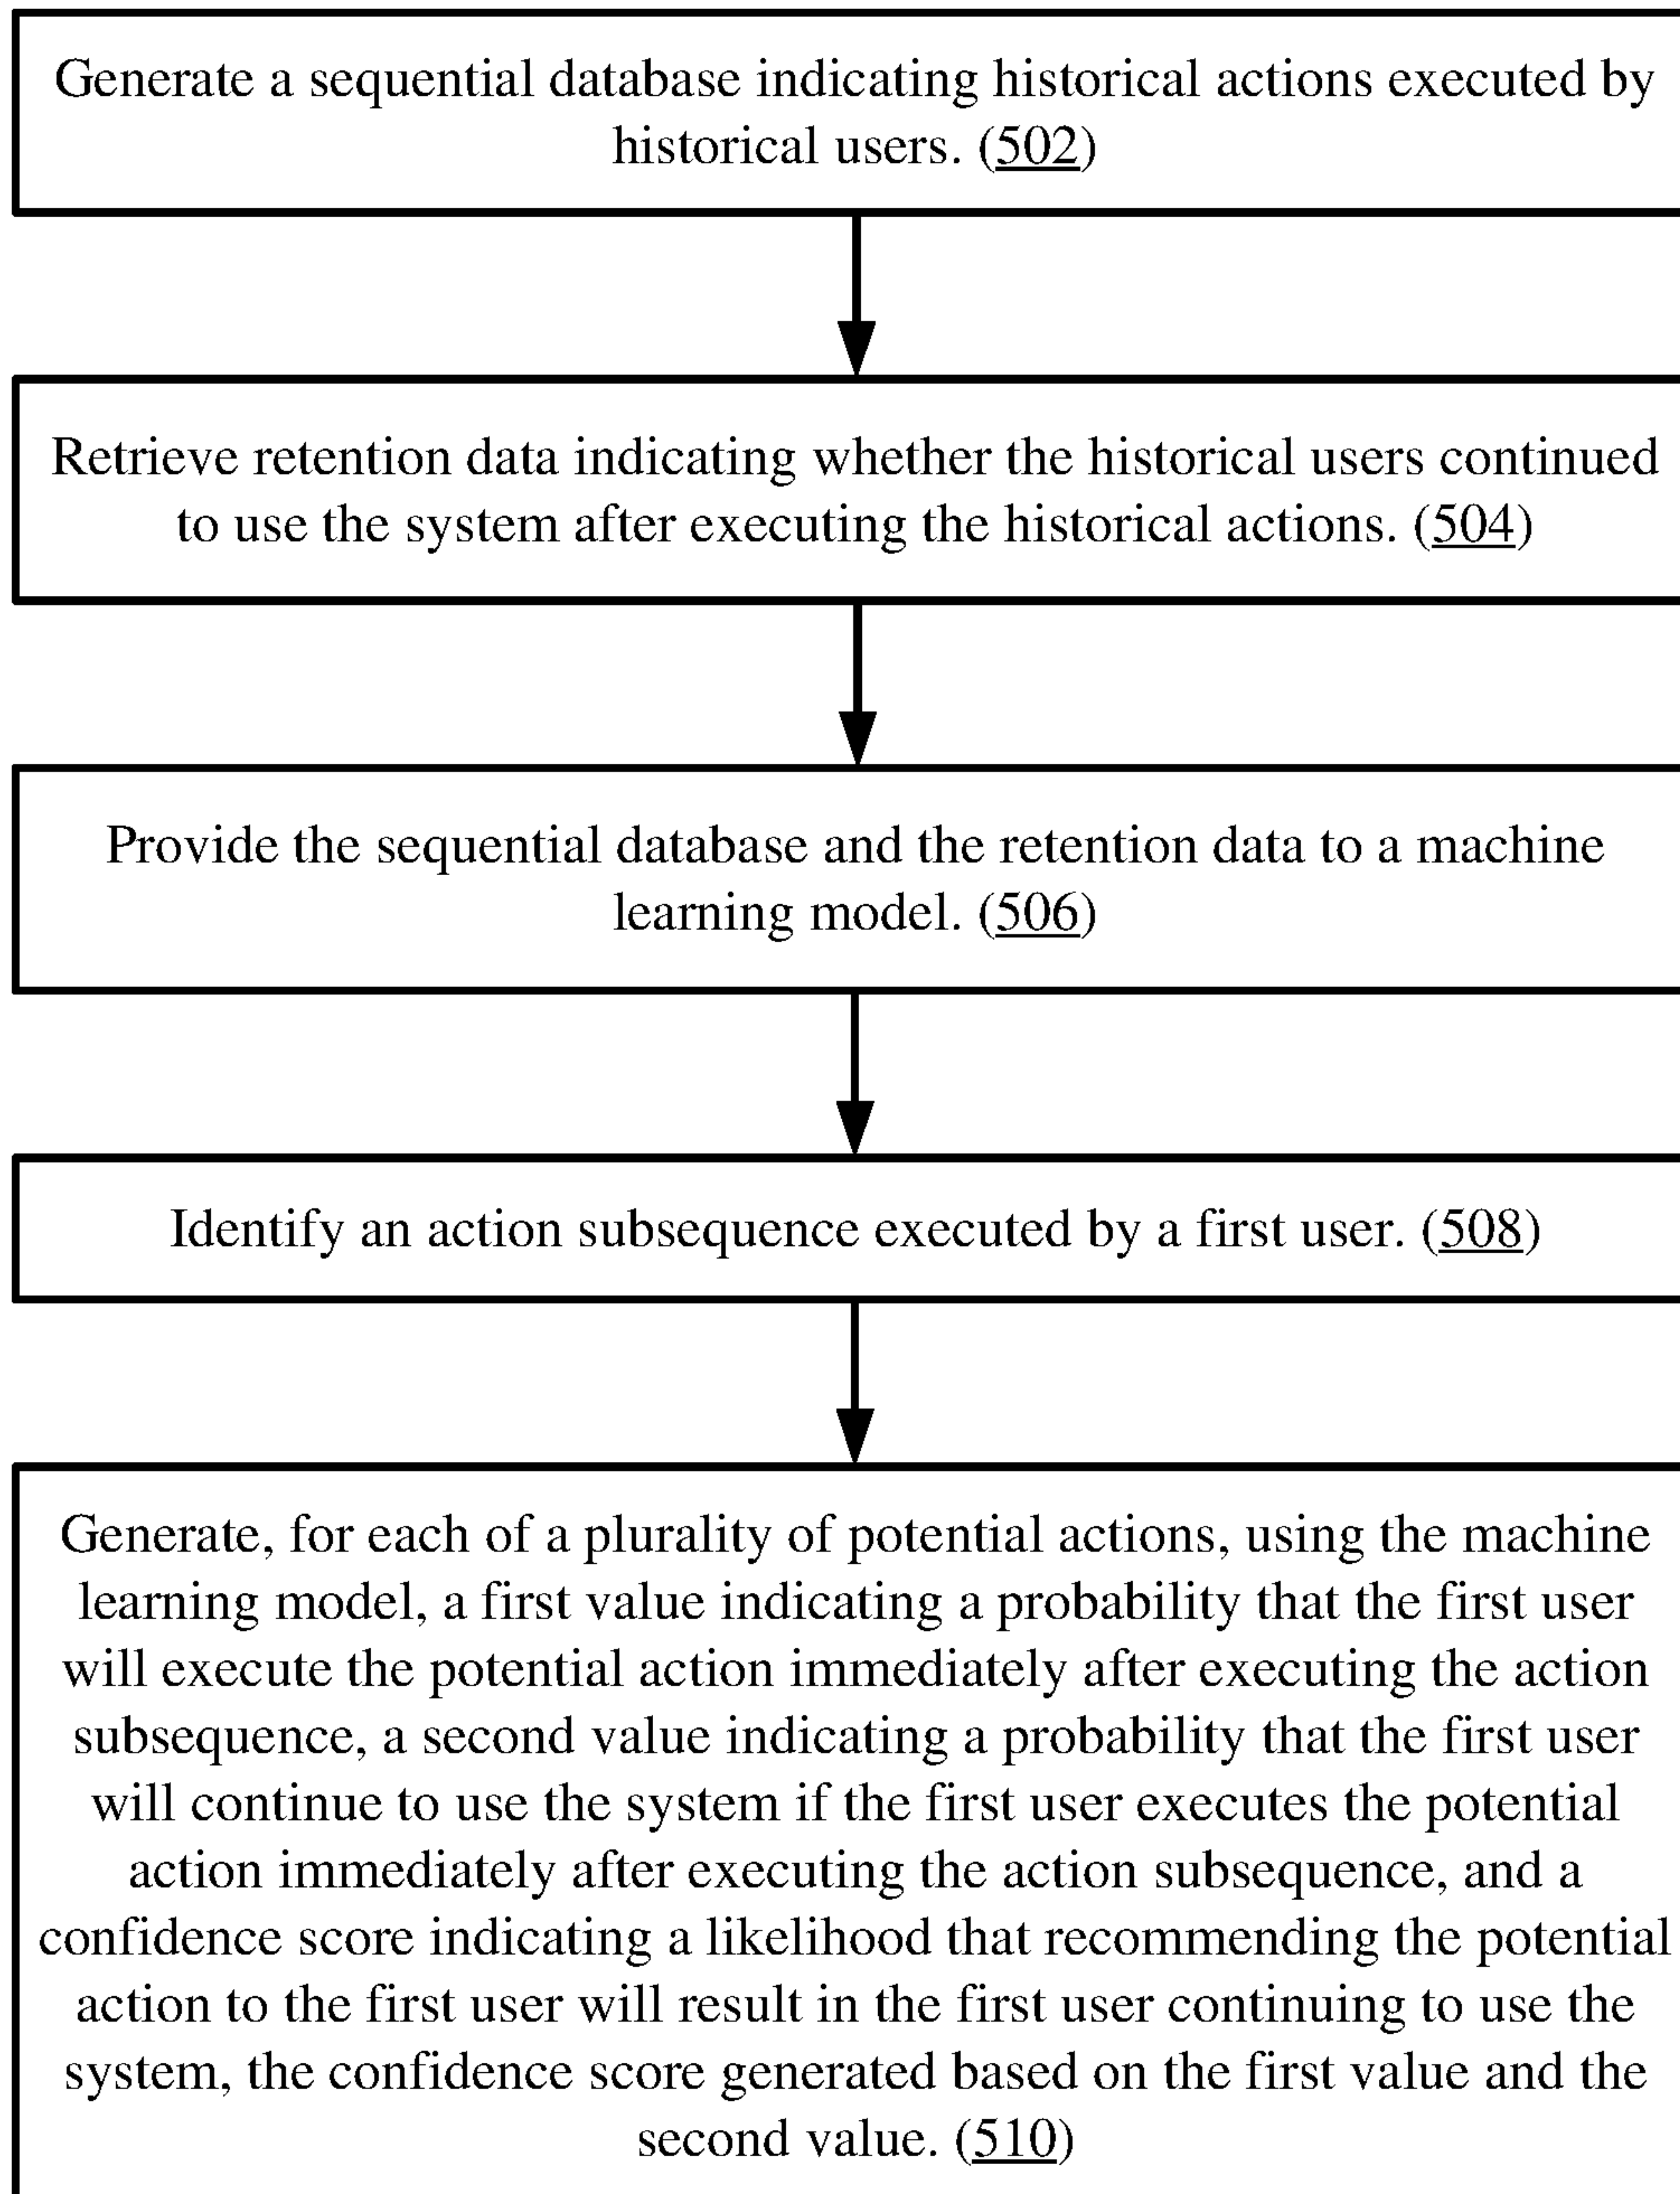 Generate a sequential database indicating historical actions executed by
historical users. (502)
Retrieve retention data indicating whether the historical users continued
to use the system after executing the historical actions. (504)
Provide the sequential database and the retention data to a machine
learning model. (506)
Identify an action subsequence executed by a first user. (508)
Generate, for each of a plurality of potential actions, using the machine
learning model, a first value indicating a probability that the first user
will execute the potential action immediately after executing the action
subsequence, a second value indicating a probability that the first user
will continue to use the system if the first user executes the potential
action immediately after executing the action subsequence, and a
confidence score indicating a likelihood that recommending the potential
action to the first user will result in the first user continuing to use the
system, the confidence score generated based on the first value and the
second value. (510)